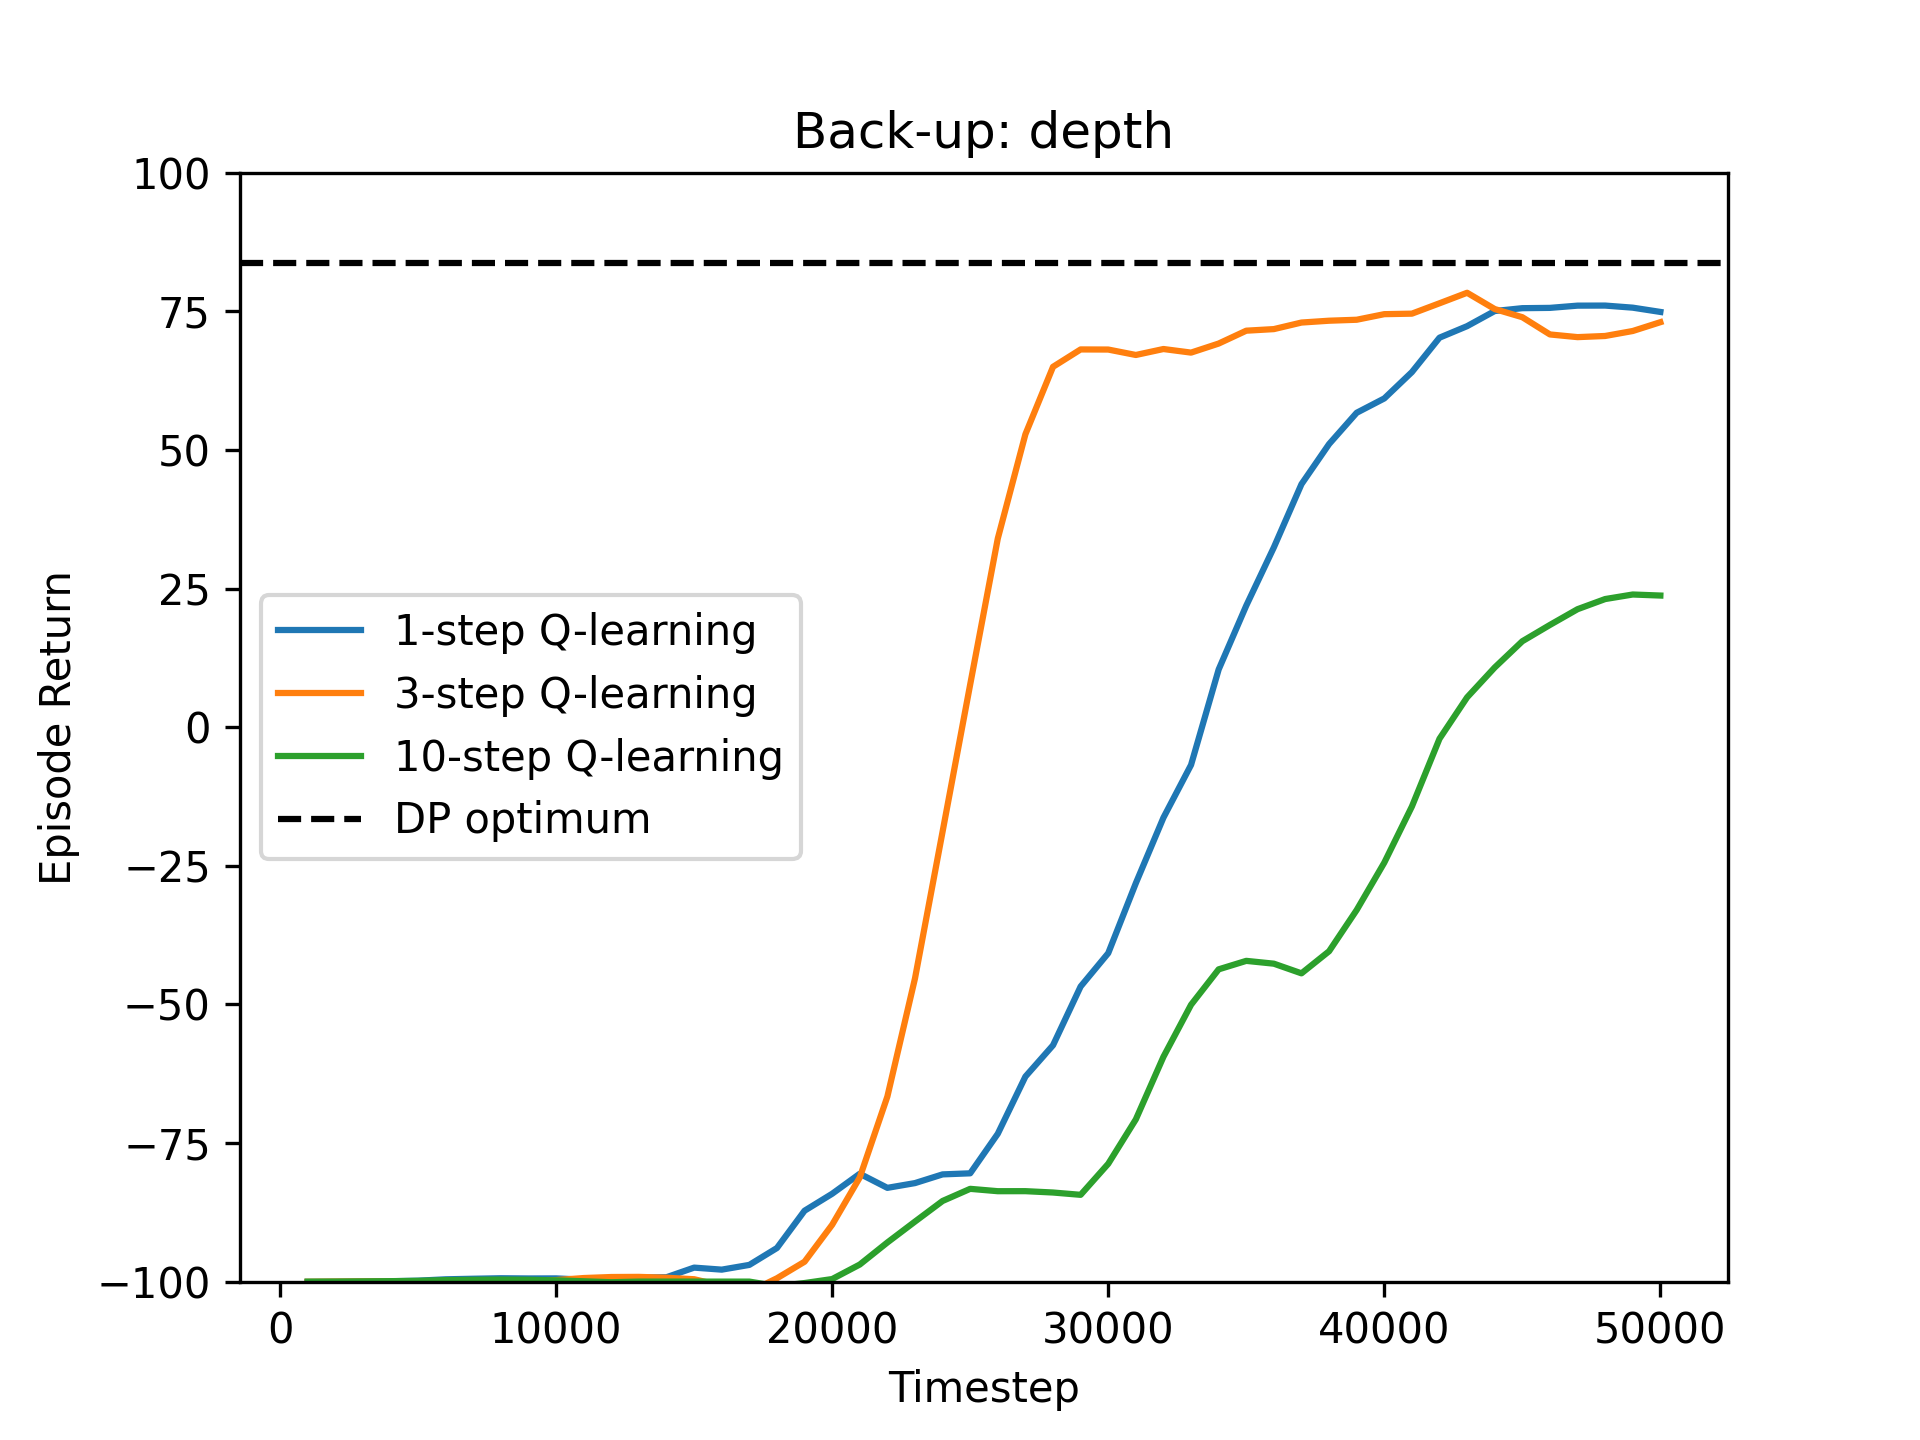 Back-up: depth
100
75
50
25
0
−25
−50
−75
−100
Episode Return
1-step Q-learning
3-step Q-learning
10-step Q-learning
DP optimum
0 10000 20000 30000 40000 50000
Timestep